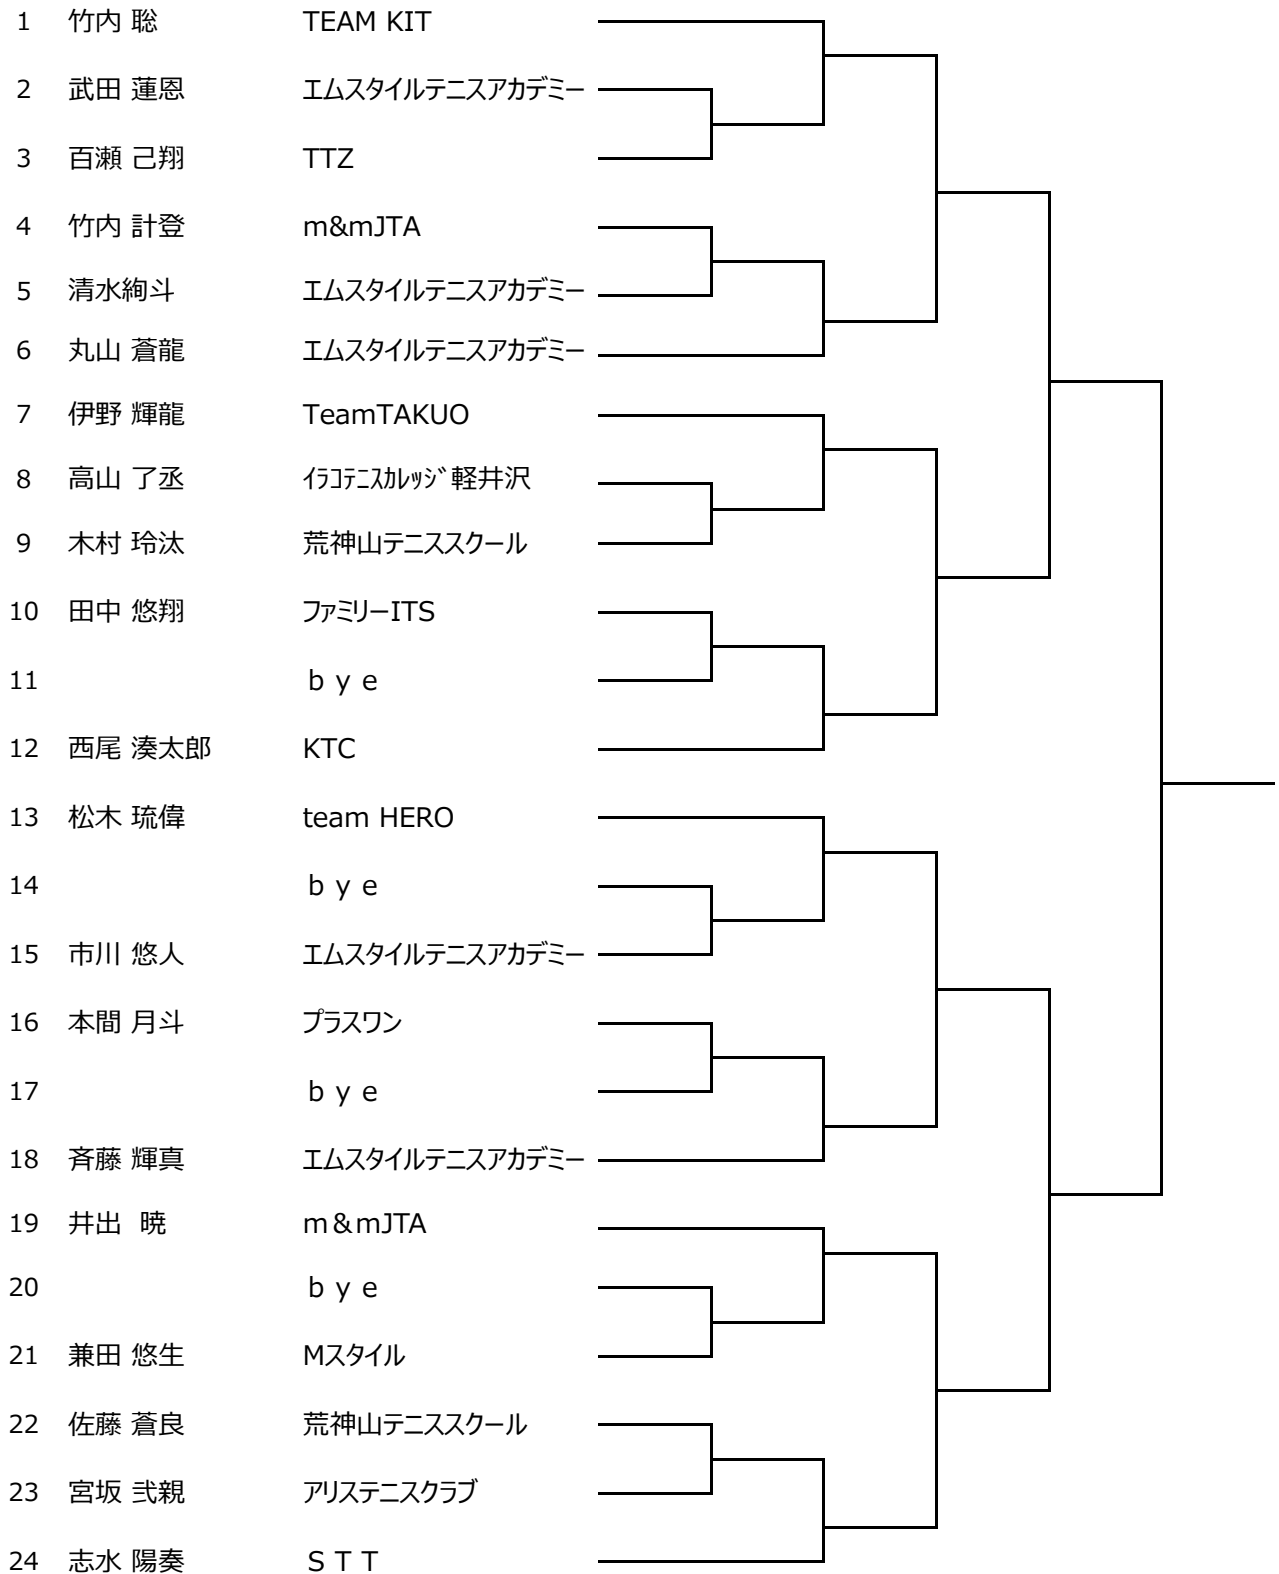 1 竹内 聡 TEAM KIT
2 武田 蓮恩 エムスタイルテニスアカデミー
3 百瀬 己翔 TTZ
4 竹内 計登 m&mJTA
5 清水絢斗 エムスタイルテニスアカデミー
6 丸山 蒼龍 エムスタイルテニスアカデミー
7 伊野 輝龍 TeamTAKUO
8 高山 了丞 ｲﾗｺﾃﾆｽｶﾚｯｼﾞ軽井沢
9 木村 玲汰 荒神山テニススクール
10 田中 悠翔 ファミリーITS
11 ｂｙｅ
12 西尾 湊太郎 KTC
13 松木 琉偉 team HERO
14 ｂｙｅ
15 市川 悠人 エムスタイルテニスアカデミー
16 本間 月斗 プラスワン
17 ｂｙｅ
18 斉藤 輝真 エムスタイルテニスアカデミー
19 井出　暁 m＆mJTA
20 ｂｙｅ
21 兼田 悠生 Mスタイル
22 佐藤 蒼良 荒神山テニススクール
23 宮坂 弐親 アリステニスクラブ
24 志水 陽奏 ＳＴＴ